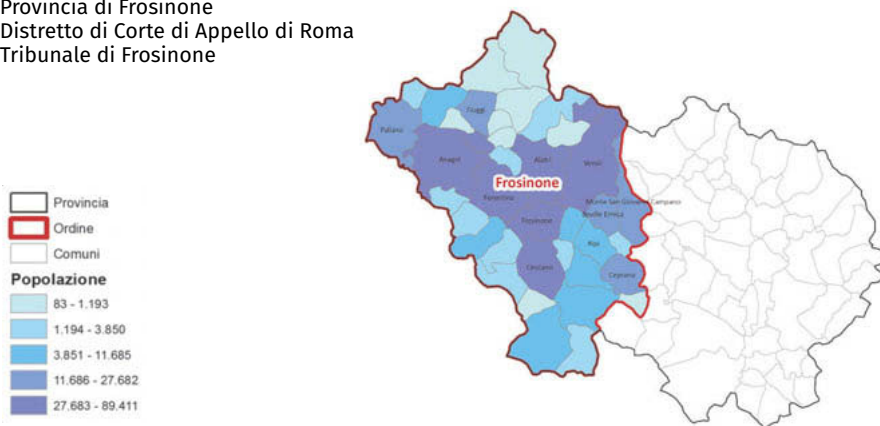 Provincia di Frosinone
Distretto di Corte di Appello di Roma
Tribunale di Frosinone
Fiuggi
Paliano
Anagni
Alatri
Veroli
Frosinone
Ferentino
Monte San Giovanni Campano
Boville Ernica
Frosinone
Ripi
Ceccano
Ceprano
Provincia
Ordine
Comuni
Popolazione
83 - 1.193
1.194 - 3.850
3.851 - 11.685
11.686 - 27.682
27.683 - 89.411